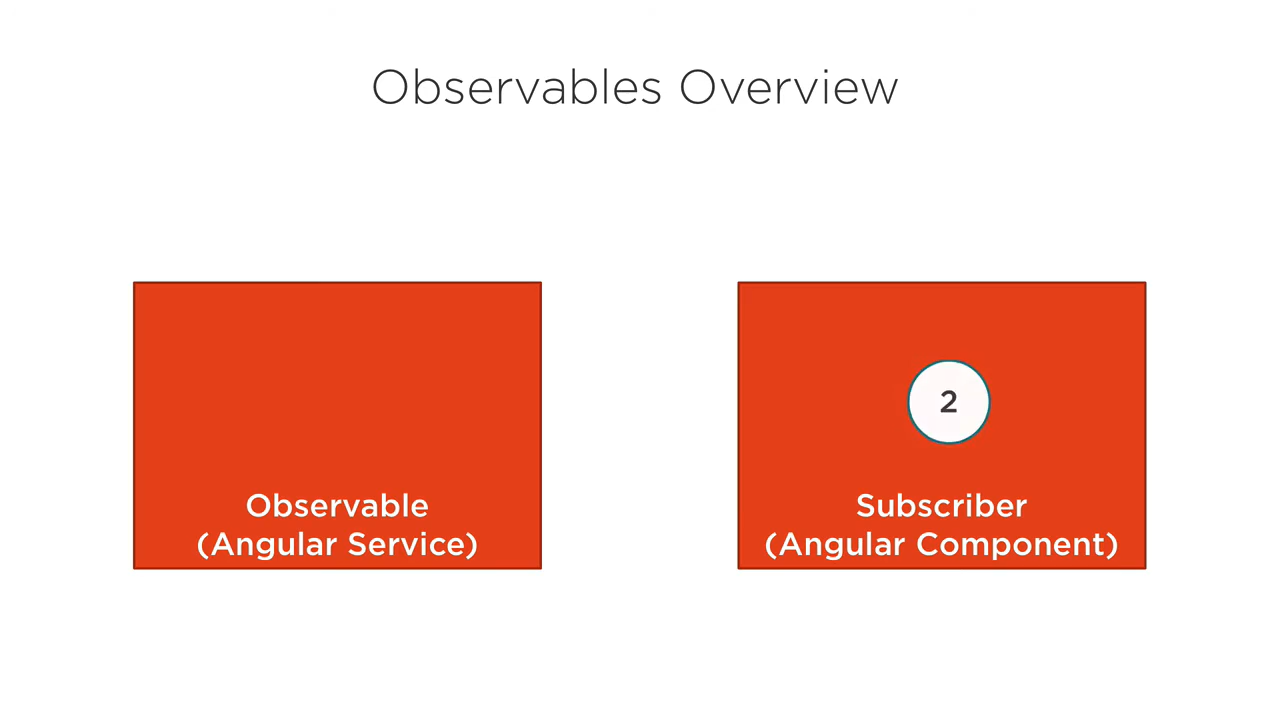 Observables Overview
Observable
(Angular Service)
2
Subscriber
(Angular Component)